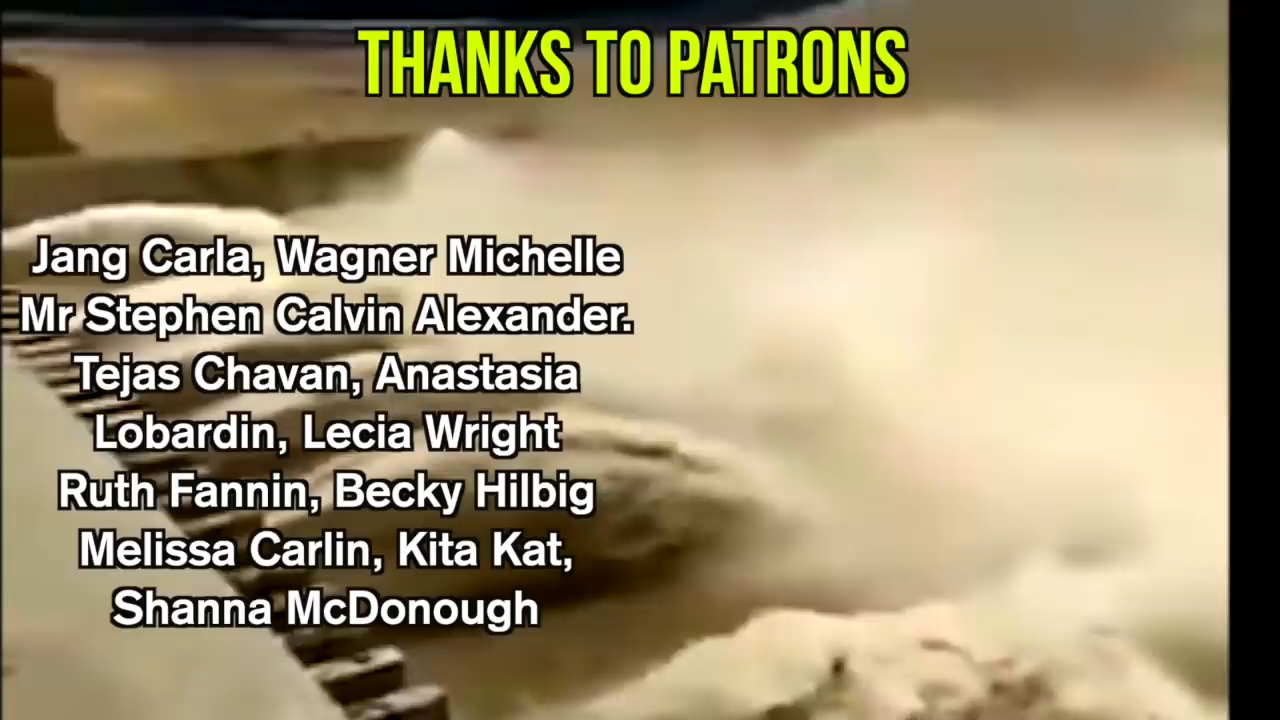 THANKS TO PATRONS
Jang Carla, Wagner Michelle
Mr Stephen Calvin Alexander.
Tejas Chavan, Anastasia
Lobardin, Lecia Wright
Ruth Fannin, Becky Hilbig
Melissa Carlin, Kita Kat,
Shanna McDonough